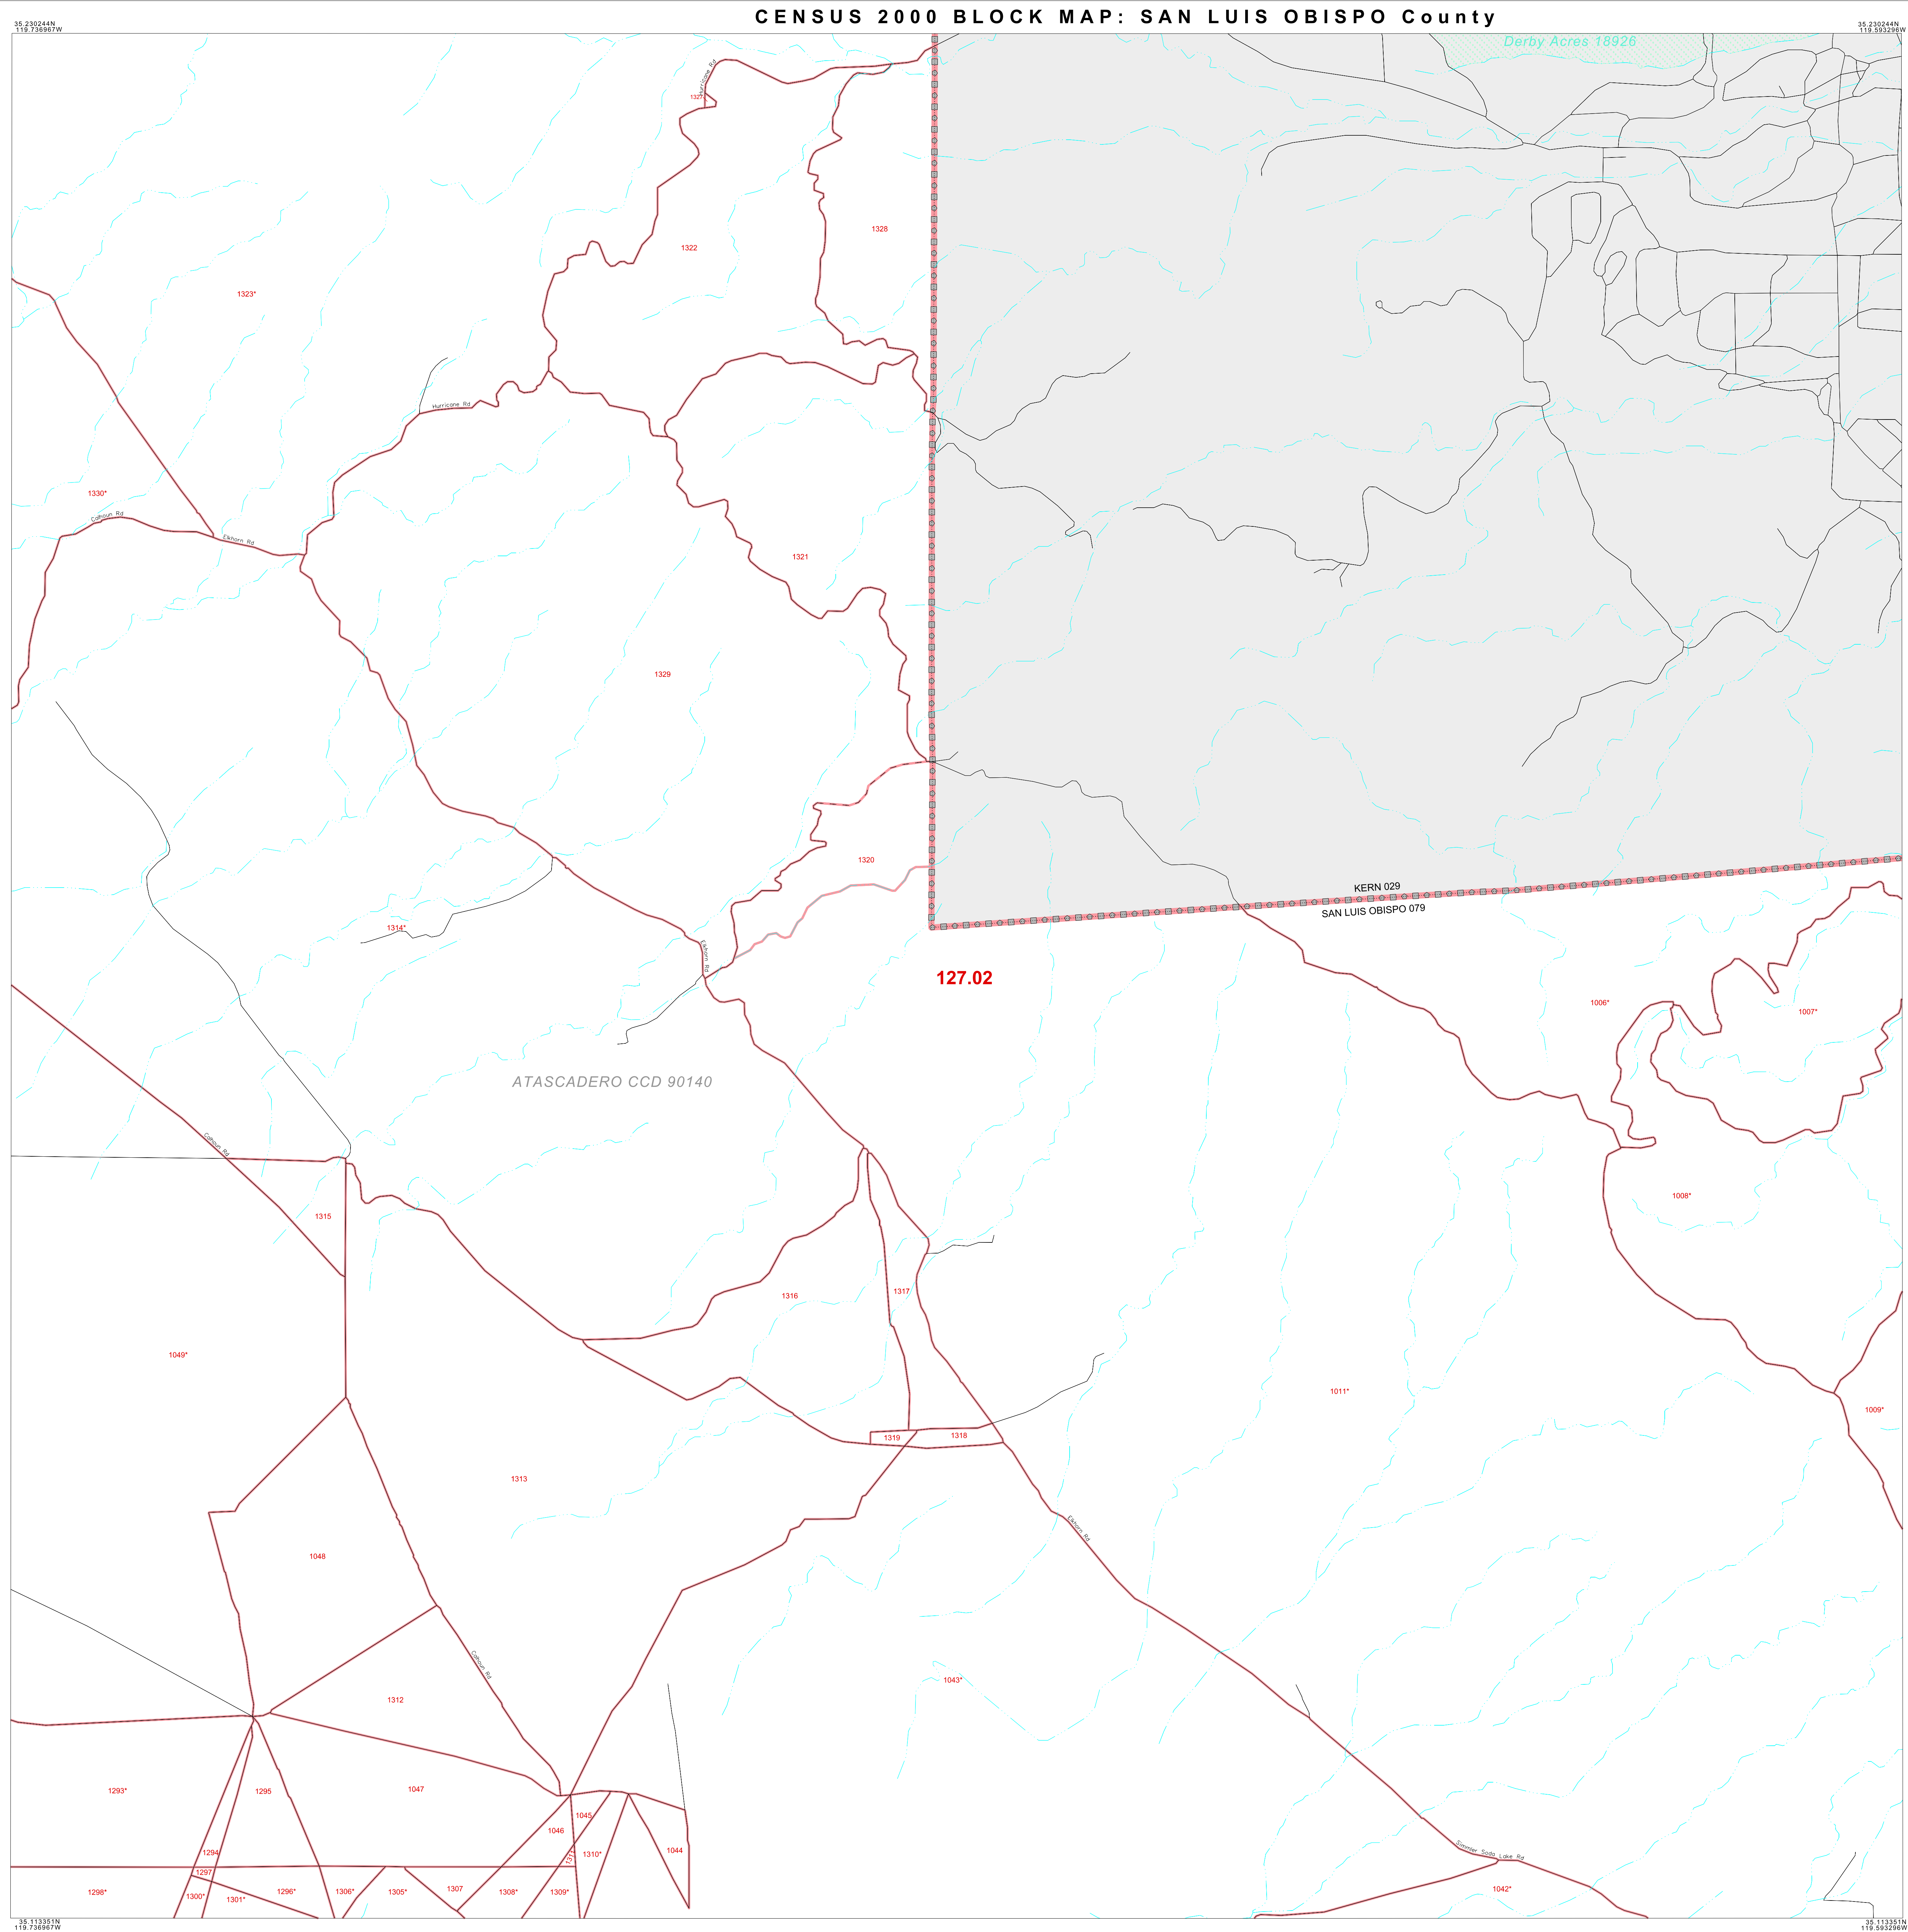 CENSUS 2000 BLOCK MAP: SAN LUIS OBISPO County
35.230244N
119.736967W
35.230244N
119.593296W
Derby Acres 18926
Hurricane Rd
1327
1328
1322
1323*
Hurricane Rd
1330*
Calhoun Rd
Elkhorn Rd
1321
1329
1320
KERN 029
SAN LUIS OBISPO 079
1314*
Elkhorn Rd
127.02
1006*
1007*
ATASCADERO CCD 90140
Calhoun Rd
1008*
1315
1317
1316
1049*
1011*
1009*
1319
1318
1313
Elkhorn Rd
1048
Calhoun Rd
1043*
1312
1293*
1295
1047
1045
1046
Simmler Soda Lake Rd
1294
1311*
1310*
1044
1297
1298*
1300*
1301*
1296*
1306*
1305*
1307
1308*
1309*
1042*
35.113351N
119.736967W
35.113351N
119.593296W